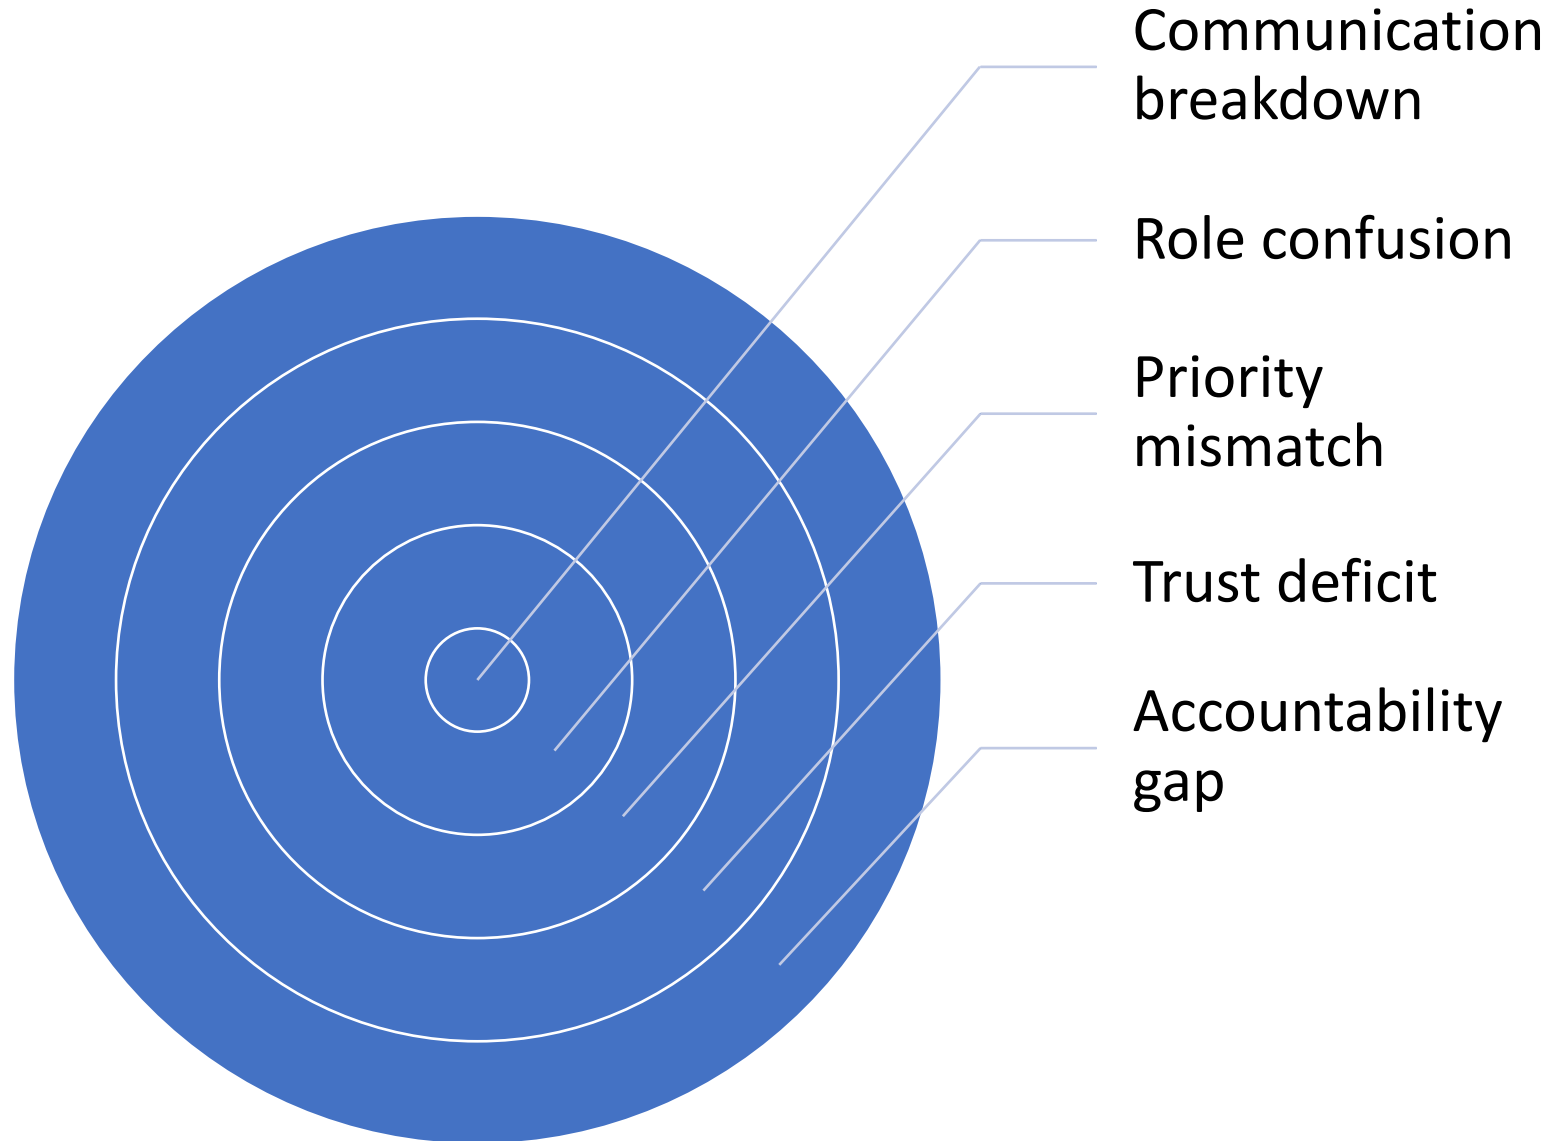 Communication
breakdown
Role confusion
Priority
mismatch
Trust deficit
Accountability
gap